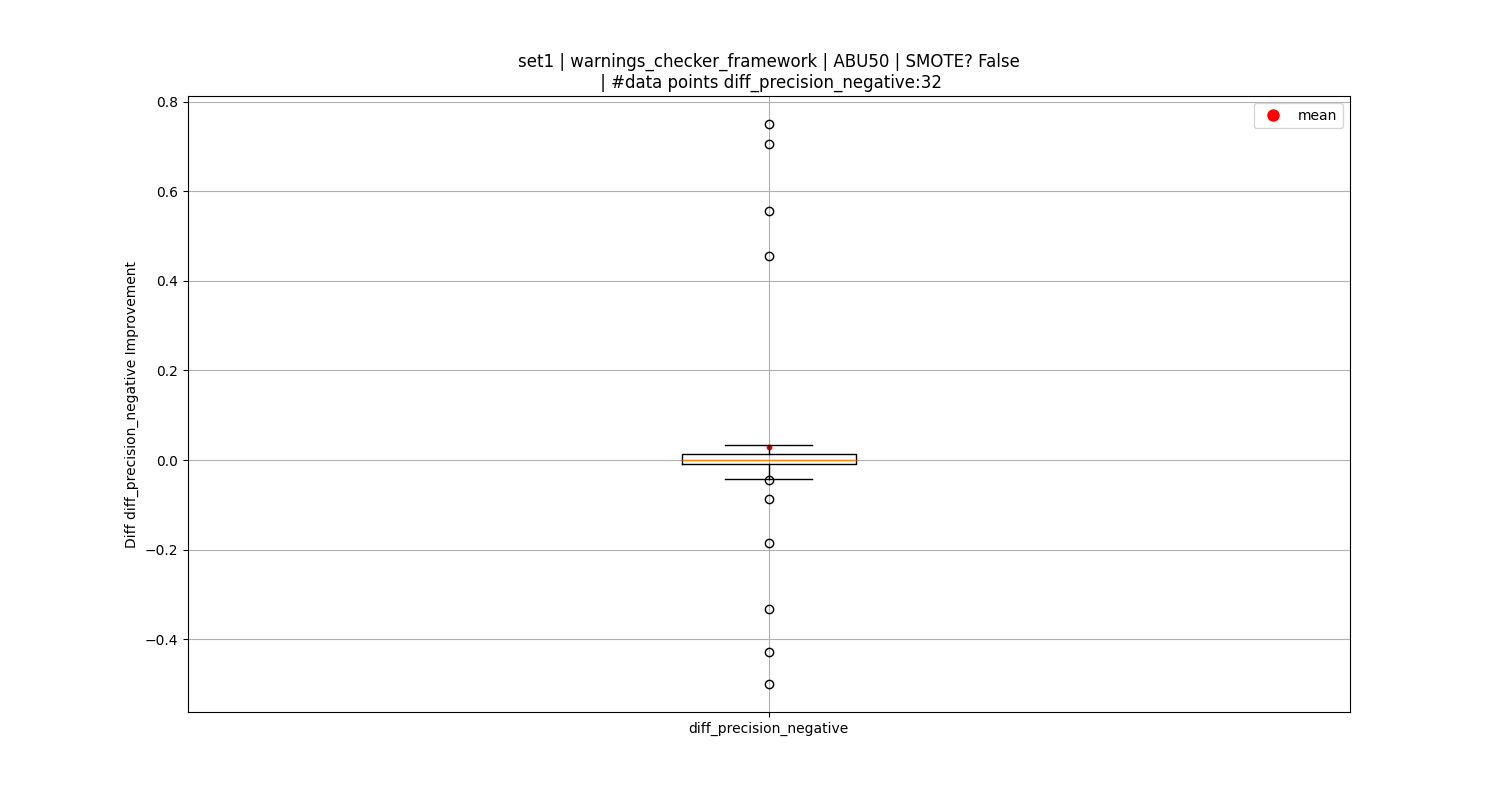 set1 | warnings_checker_framework | ABU50 | SMOTE? False
| #data points diff_precision_negative:32
mean
Diff diff_precision_negative Improvement
0.8
0.6
0.4
0.2
0.0
−0.2
−0.4
diff_precision_negative